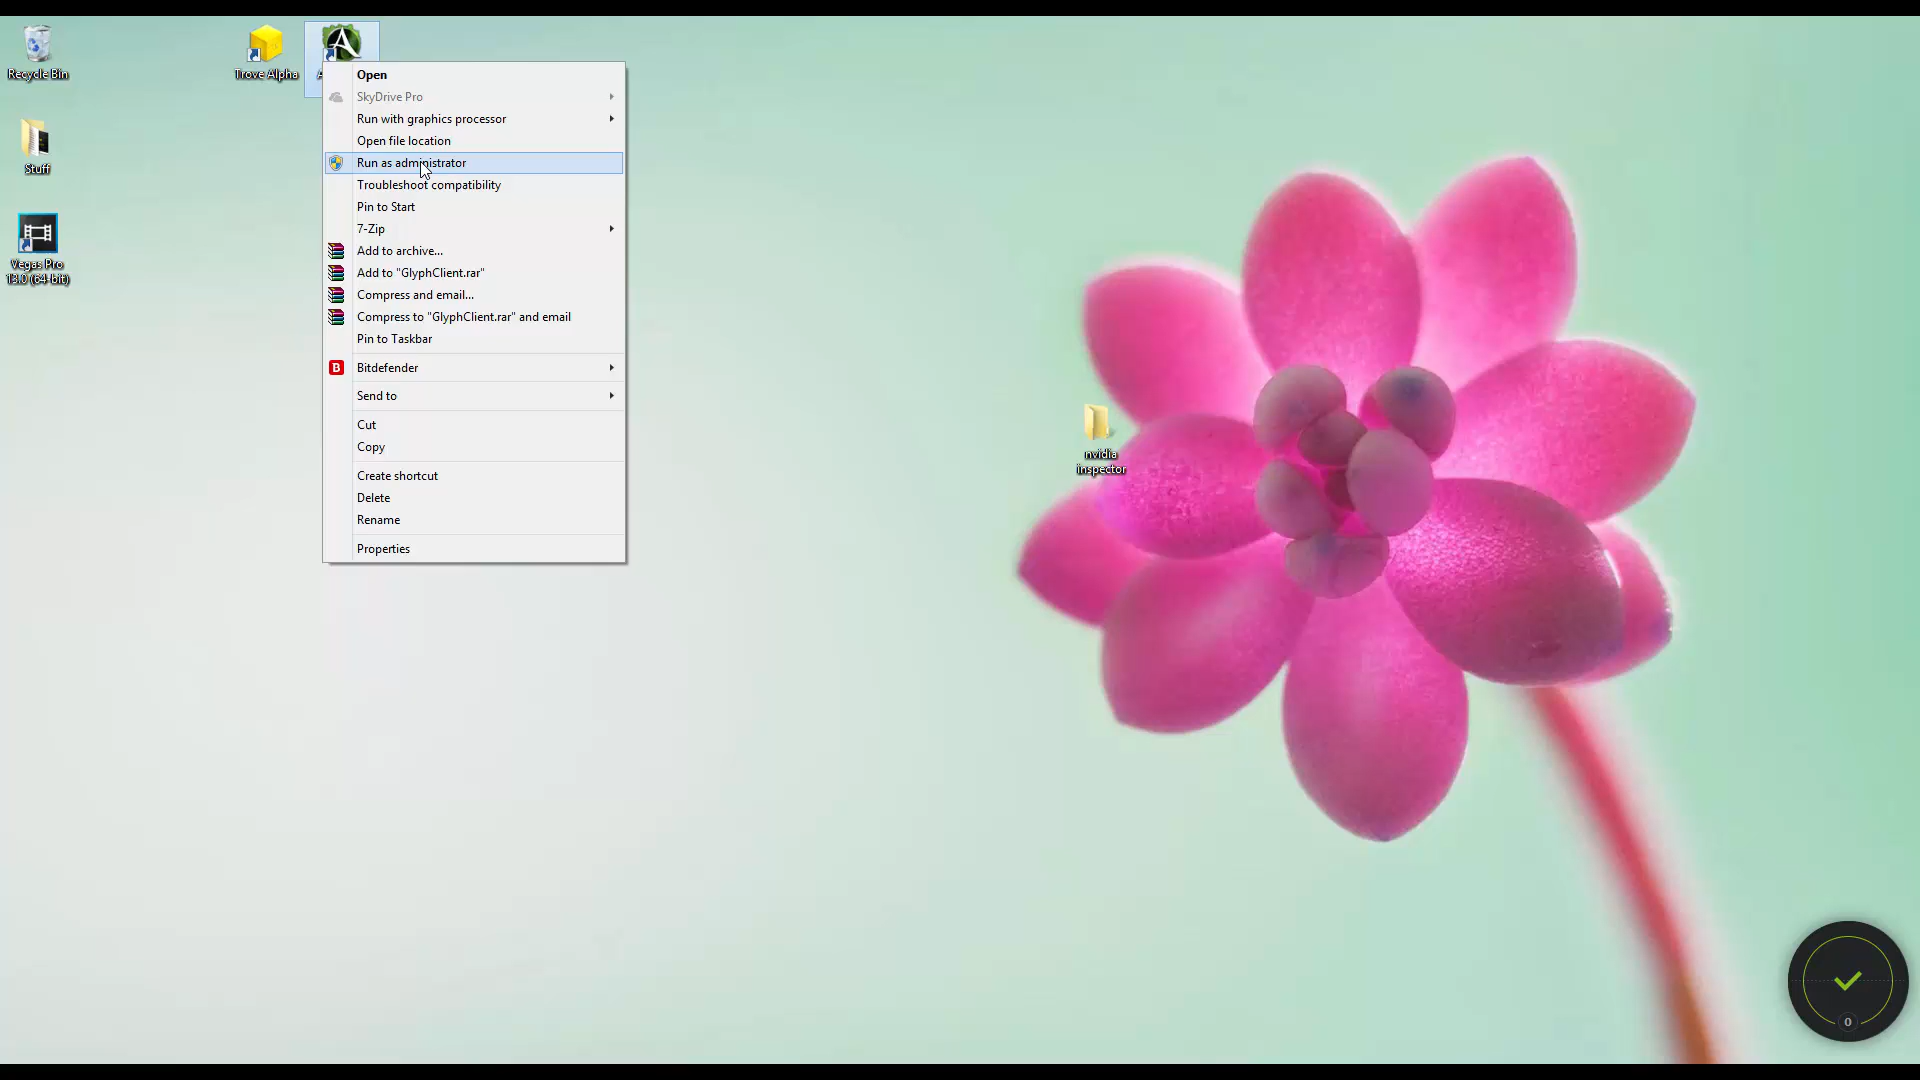 Recycle Bin
Trove Alpha
Stuff
Vegas Pro
13.0 (64-bit)
Open
SkyDrive Pro
Run with graphics processor
Open file location
Run as administrator
Troubleshoot compatibility
Pin to Start
7-Zip
Add to archive...
Add to "GlyphClient.rar"
Compress and email...
Compress to "GlyphClient.rar" and email
Pin to Taskbar
B
Bitdefender
Send to
Cut
Copy
Create shortcut
Delete
Rename
Properties
nvidia
inspector
0